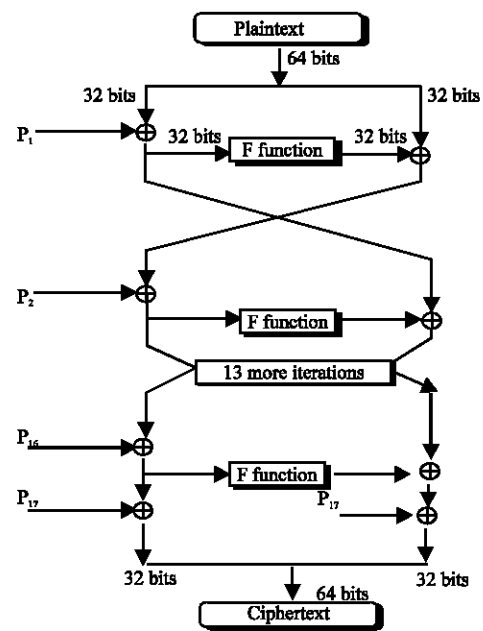 Plaintext
64 bits
32 bits
32 bits
P₁
32 bits
F function
32 bits
P₂
F function
13 more iterations
P₁₆
F function
P₁₇
P₁₇
32 bits
32 bits
64 bits
Ciphertext